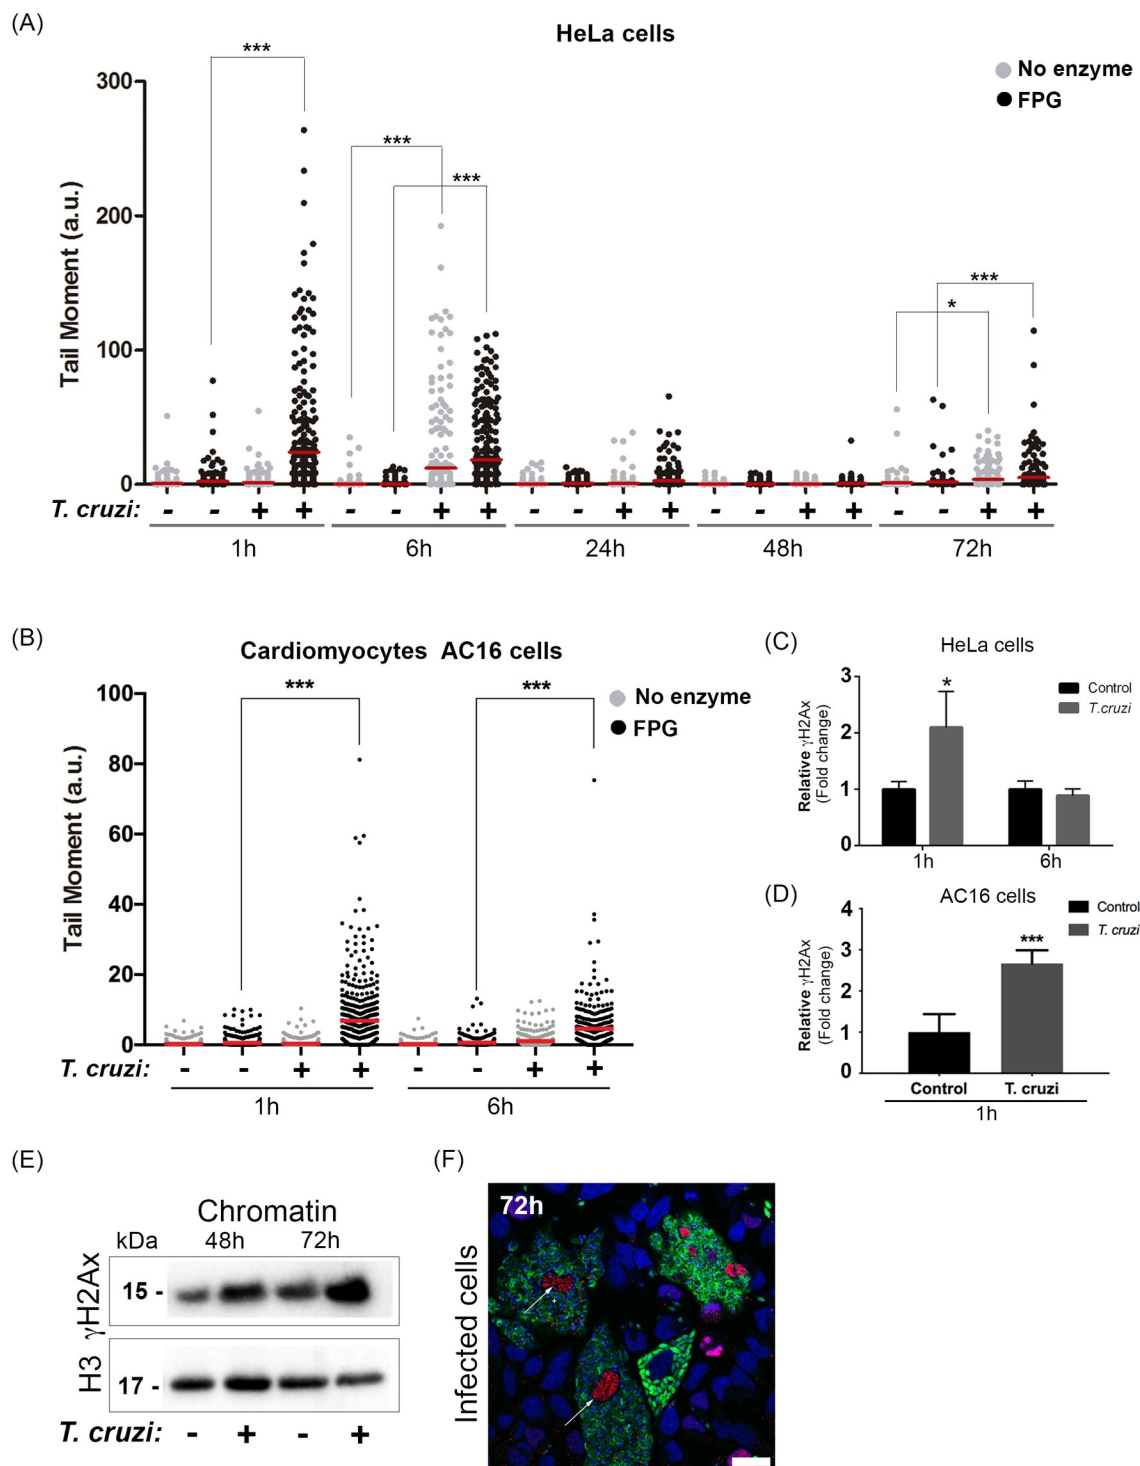 (A)
HeLa cells
No enzyme
FPG
Tail Moment (a.u.)
300
200
100
0
***
***
***
*
***
T. cruzi: - - + + - - + + - - + + - - + + - - + +
1h 6h 24h 48h 72h
(B)
Cardiomyocytes AC16 cells
No enzyme
FPG
Tail Moment (a.u.)
100
80
60
40
20
0
*** ***
T. cruzi: - - + + - - + +
1h 6h
(C)
HeLa cells
Control
T.cruzi
Relative γH2Ax
(Fold change)
3
2
1
0
*
1h 6h
(D)
AC16 cells
Control
T. cruzi
Relative γH2Ax
(Fold change)
4
3
2
1
0
***
Control T. cruzi
1h
(E)
Chromatin
kDa 48h 72h
γH2Ax
15 -
H3
17 -
T. cruzi: - + - +
(F)
72h
Infected cells